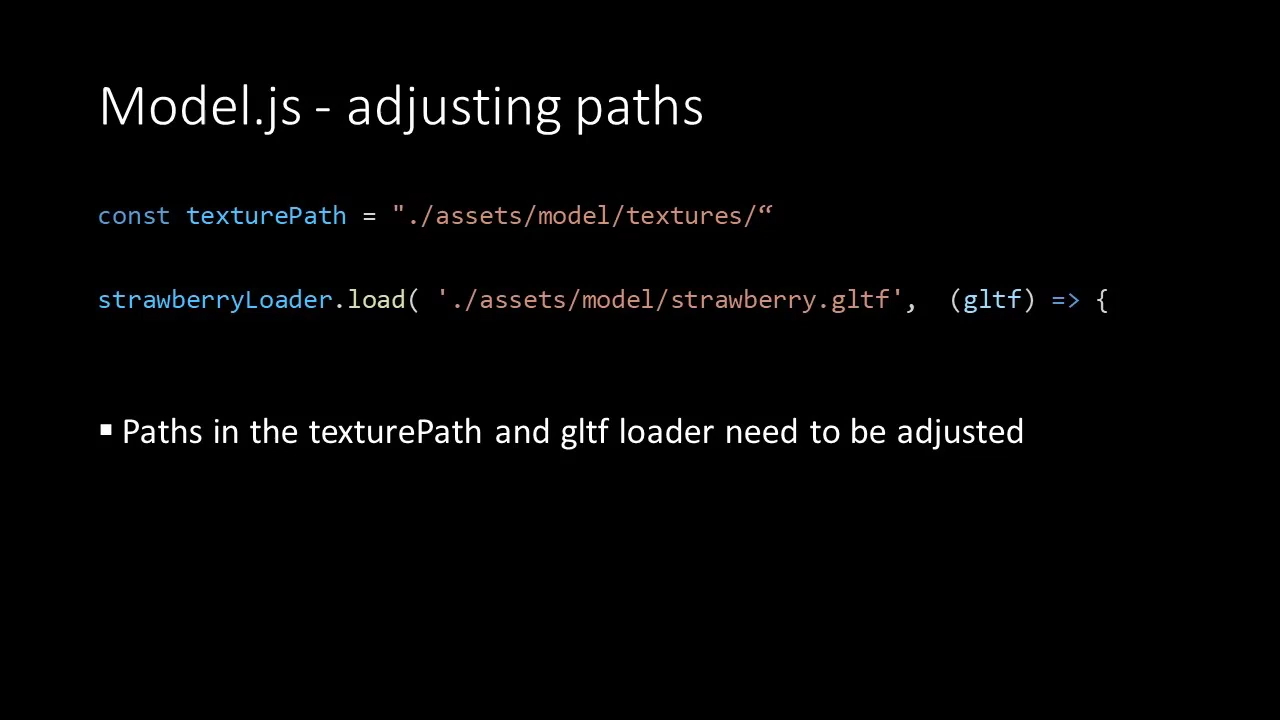 Model.js - adjusting paths
const texturePath = "./assets/model/textures/“
strawberryLoader.load( './assets/model/strawberry.gltf',  (gltf) => {
▪ Paths in the texturePath and gltf loader need to be adjusted